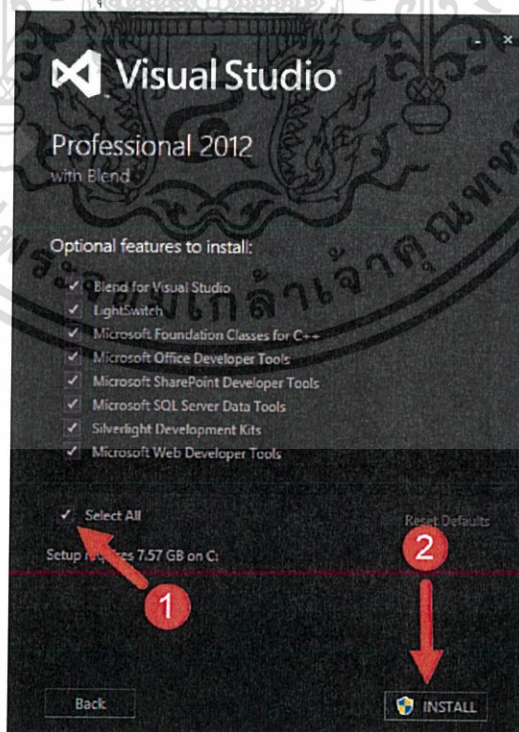 Visual Studio
Professional 2012
with Blend
Optional features to install:
Blend for Visual Studio
LightSwitch
Microsoft Foundation Classes for C++
Microsoft Office Developer Tools
Microsoft SharePoint Developer Tools
Microsoft SQL Server Data Tools
Silverlight Development Kits
Microsoft Web Developer Tools
Select All
Reset Defaults
Setup requires 7.57 GB on C:
2
1
Back
INSTALL